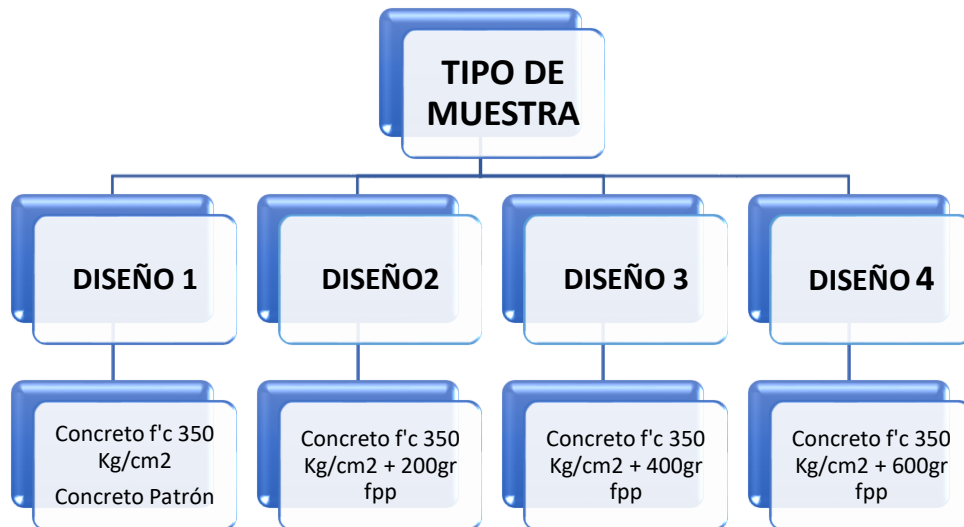 TIPO DE
MUESTRA
DISEÑO 1
DISEÑO2
DISEÑO 3
DISEÑO 4
Concreto f'c 350
Kg/cm2
Concreto Patrón
Concreto f'c 350
Kg/cm2 + 200gr
fpp
Concreto f'c 350
Kg/cm2 + 400gr
fpp
Concreto f'c 350
Kg/cm2 + 600gr
fpp